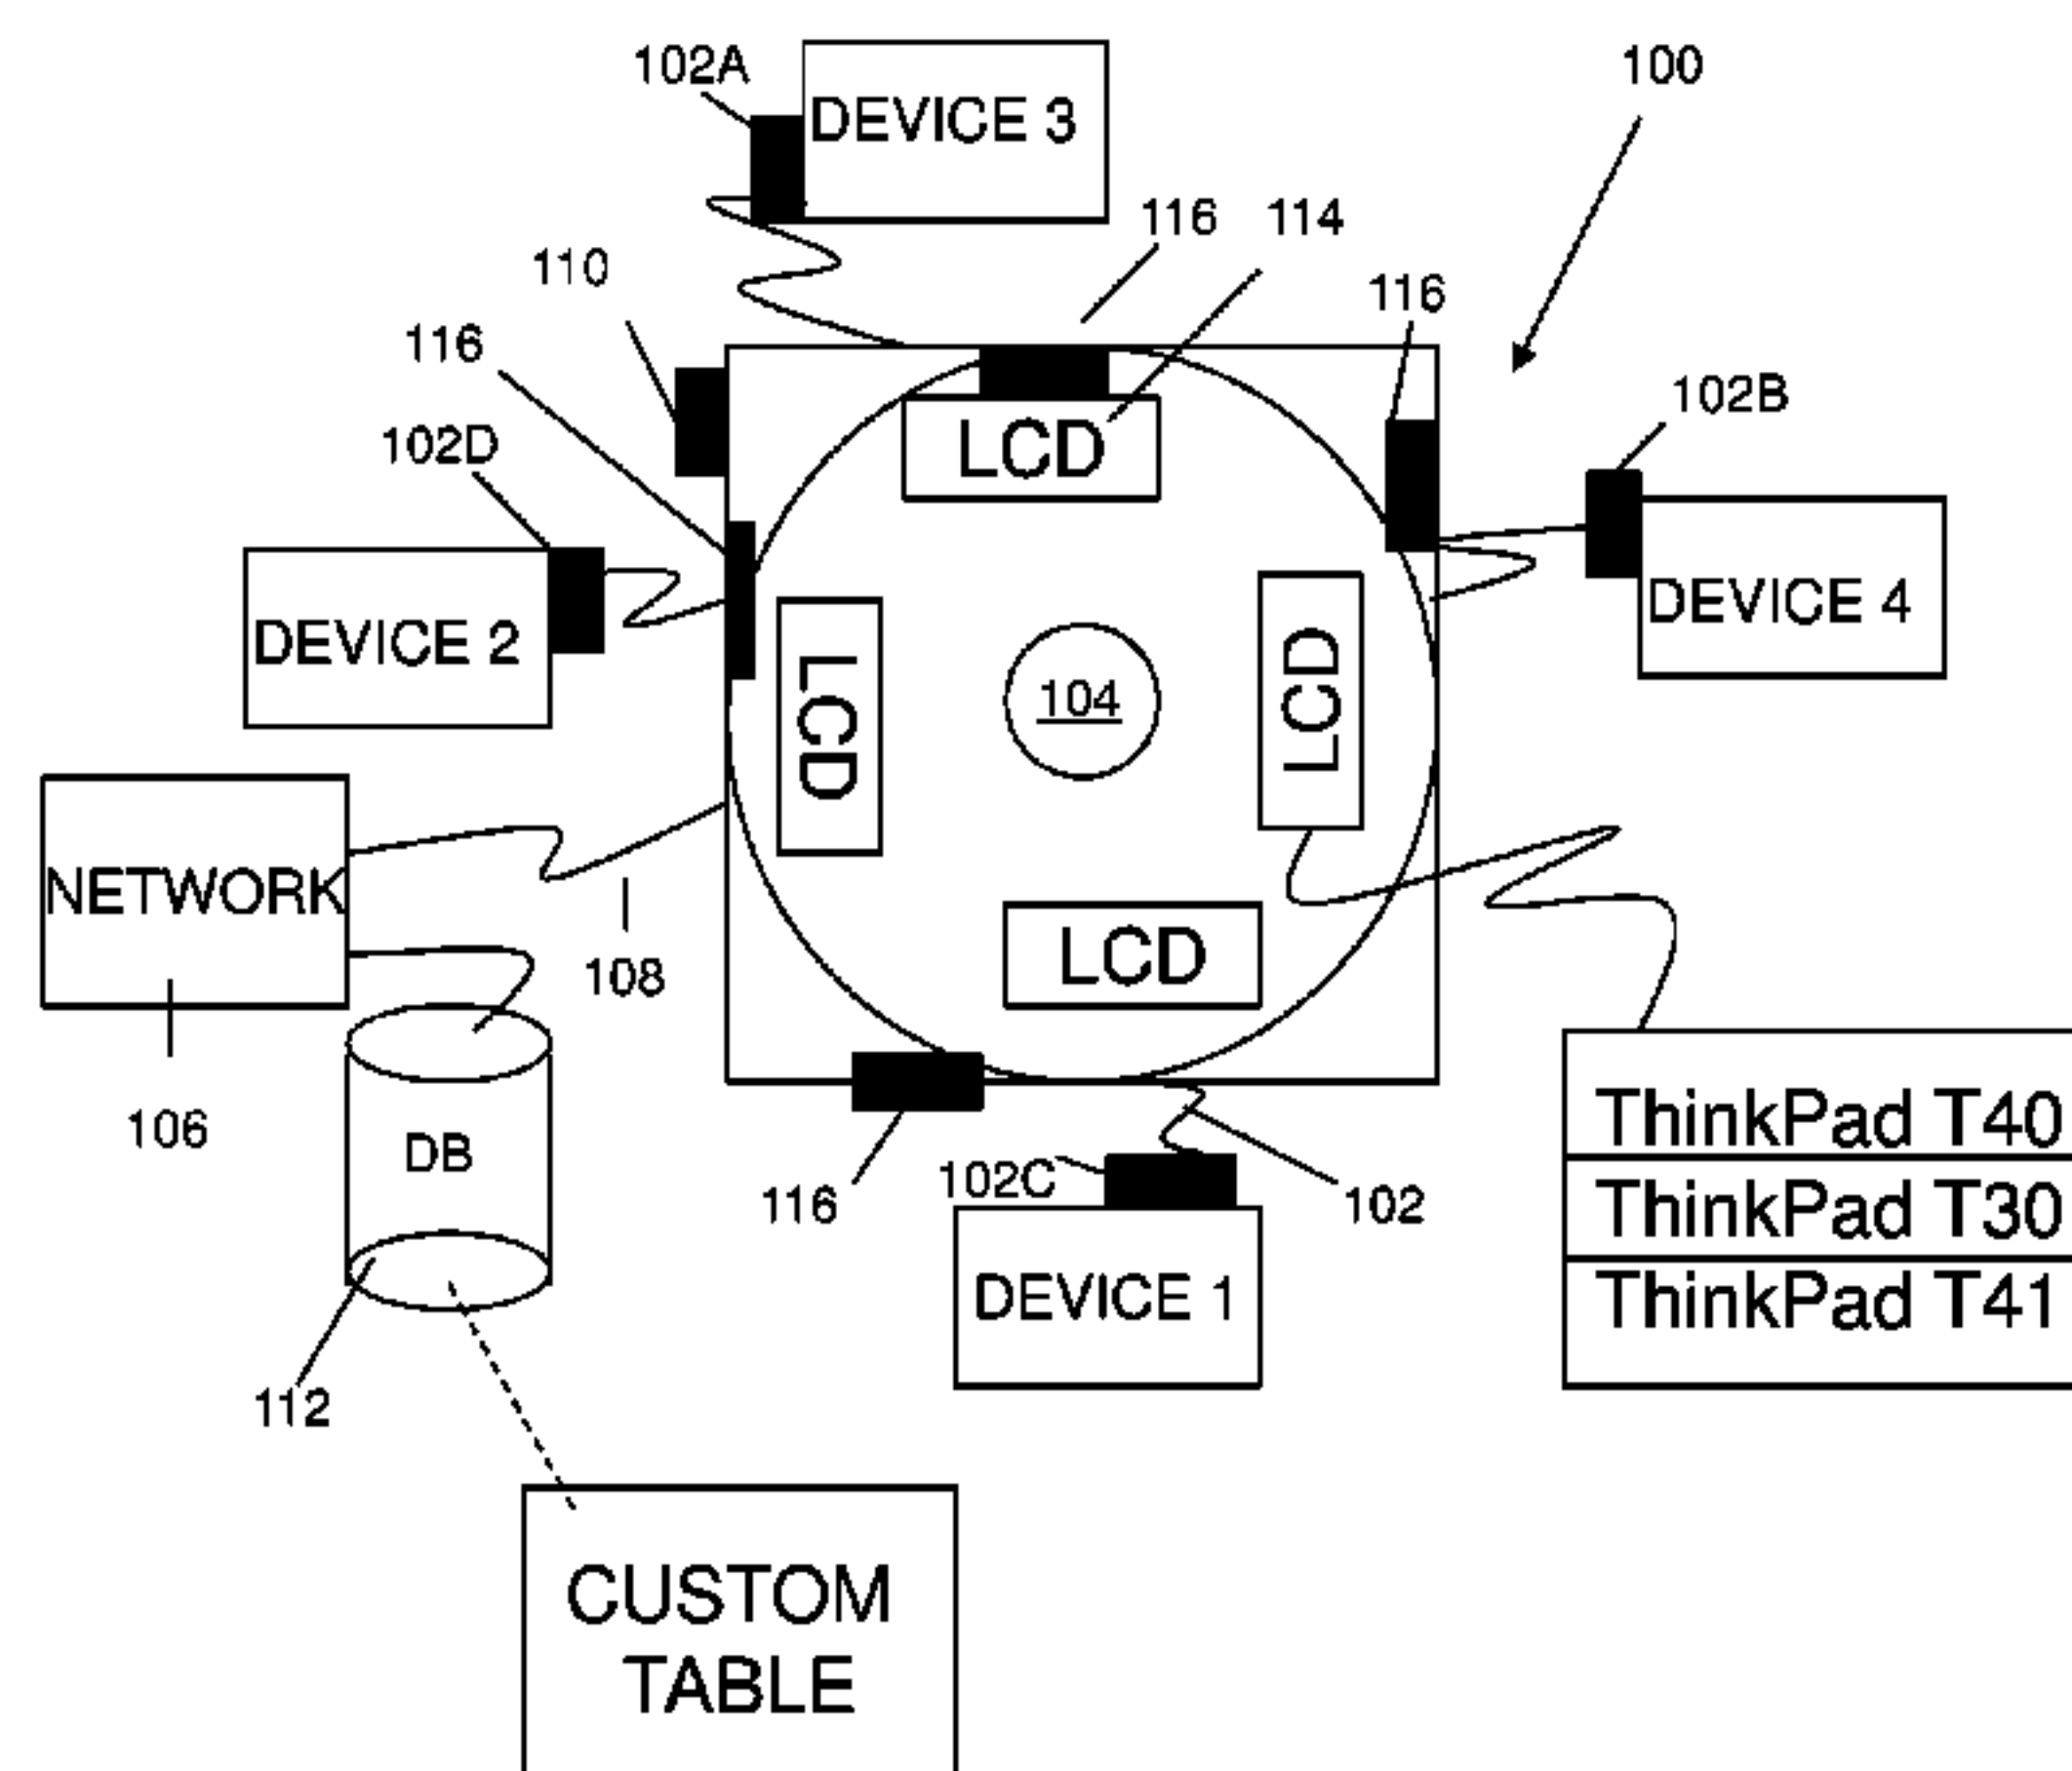 102A
DEVICE 3
100
116
114
110
116
116
102B
102D
LCD
DEVICE 4
DEVICE 2
LCD
104
LCD
NETWORK
108
LCD
106
DB
116
102C
102
ThinkPad T40
ThinkPad T30
ThinkPad T41
DEVICE 1
112
CUSTOM
TABLE